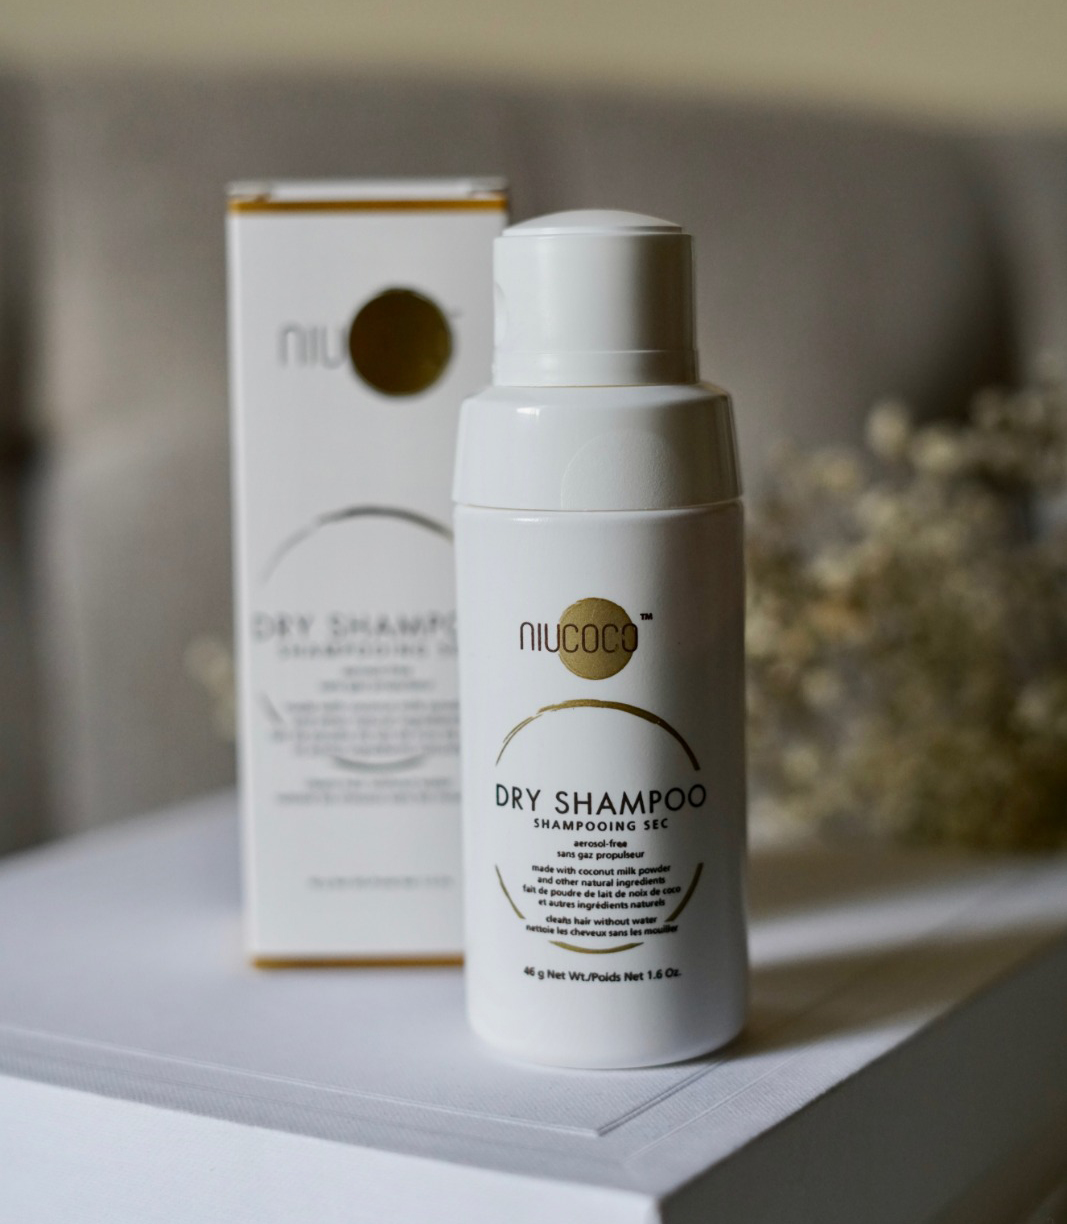 NIU
DRY SHAMPO
SHAMPOOING SE
NIUCOCO™
DRY SHAMPOO
SHAMPOOING SEC
aerosol-free
sans gaz propulseur
made with coconut milk powder
and other natural ingredients
fait de poudre de lait de noix de coco
et autres ingrédients naturels
cleans hair without water
nettoie les cheveux sans les mouiller
46 g Net Wt./Poids Net 1.6 Oz.